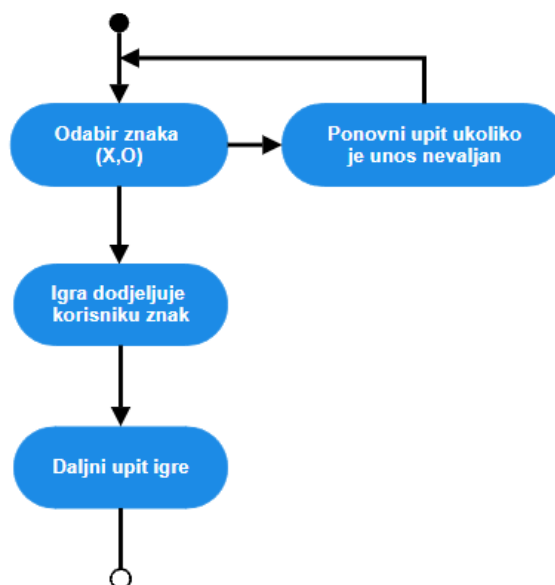 Odabir znaka
(X,O)
Ponovni upit ukoliko
je unos nevaljan
Igra dodjeljuje
korisniku znak
Daljni upit igre